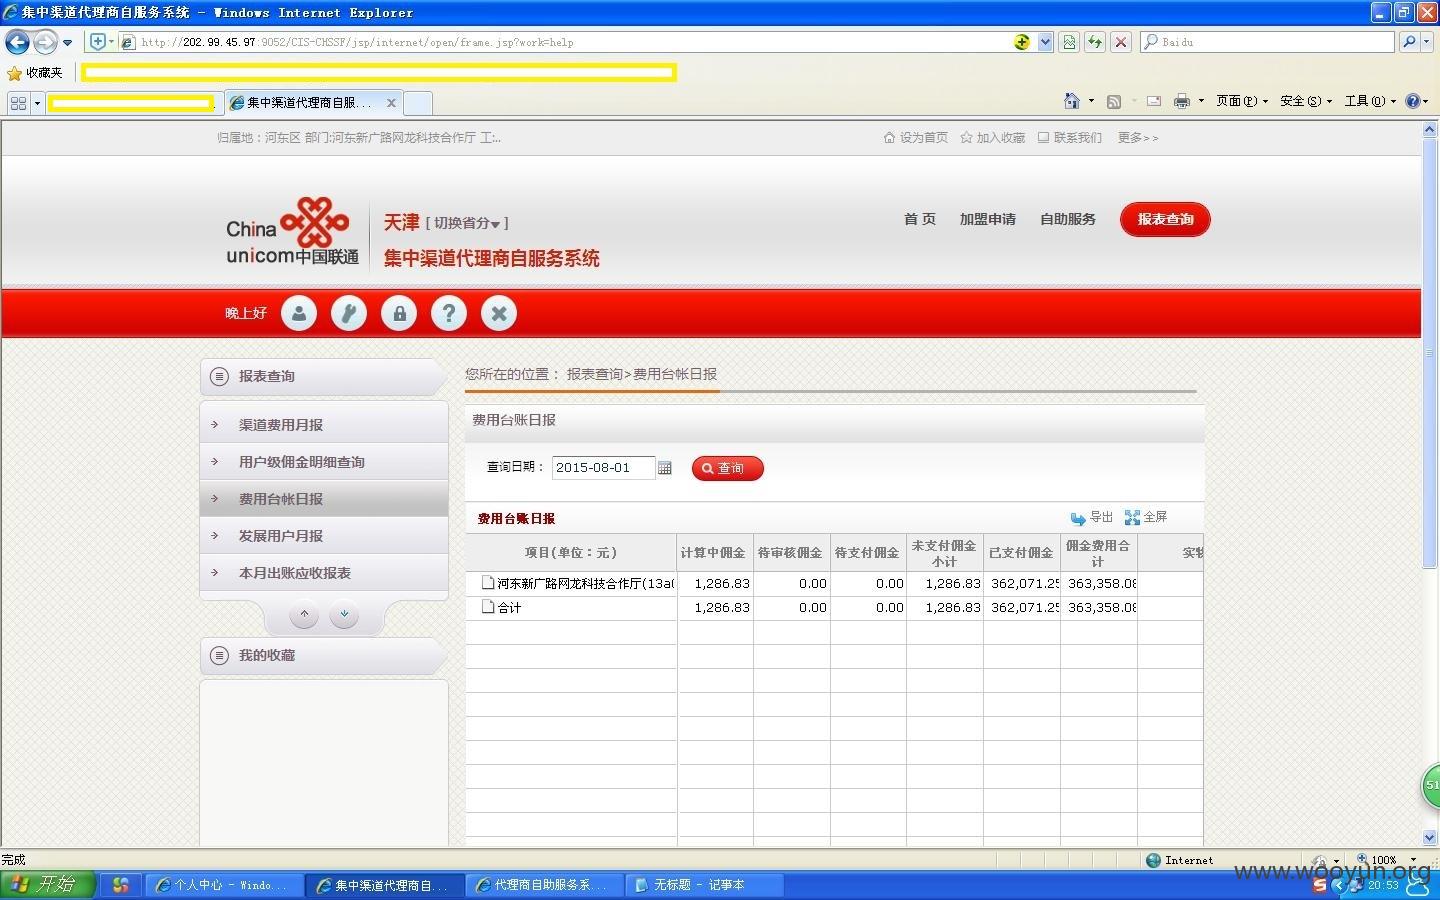 集中渠道代理商自服务系统 - Windows Internet Explorer
http://202.99.45.97:9052/CIS-CHSSF/jsp/internet/open/frame.jsp?work=help
Baidu
收藏夹
集中渠道代理商自服...
页面(P) 安全(S) 工具(O)
归属地：河东区 部门:河东新广路网龙科技合作厅 工:..
设为首页 加入收藏 联系我们 更多>>
China unicom中国联通
天津 [切换省分]
集中渠道代理商自服务系统
首页 加盟申请 自助服务 报表查询
晚上好
报表查询
渠道费用月报
用户级佣金明细查询
费用台帐日报
发展用户月报
本月出账应收报表
我的收藏
您所在的位置： 报表查询>费用台帐日报
费用台账日报
查询日期： 2015-08-01 查询
费用台账日报 导出 全屏
项目(单位：元) 计算中佣金 待审核佣金 待支付佣金 未支付佣金小计 已支付佣金 佣金费用合计 实
河东新广路网龙科技合作厅(13a 1,286.83 0.00 0.00 1,286.83 362,071.25 363,358.08
合计 1,286.83 0.00 0.00 1,286.83 362,071.25 363,358.08
51
完成 Internet 100%
www.wooyun.org
开始 个人中心 - Windo... 集中渠道代理商自... 代理商自助服务系... 无标题 - 记事本 20:53